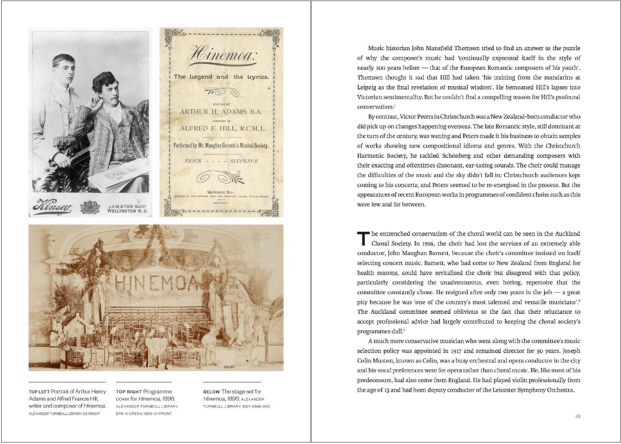 Kinsey
LAMBTON QUAY
WELLINGTON N.Z.
Hinemoa:
The Legend and the Lyrics.
ARTHUR H. ADAMS, B.A.
ALFRED F. HILL, R.C.M.L.
Performed by Mr. Maughan Barnett's Musical Society.
PRICE - - - - SIXPENCE
HINEMOA
TOP LEFT Portrait of Arthur Henry
Adams and Alfred Francis Hill,
writer and composer of Hinemoa.
TOP RIGHT Programme
cover for Hinemoa, 1896.
ALEXANDER TURNBULL LIBRARY
BELOW The stage set for
Hinemoa, 1896. ALEXANDER
TURNBULL LIBRARY
Music historian John Mansfield Thomson tried to find an answer to the puzzle
of why the composer's music had 'continually expressed itself in the style of
nearly 100 years before — that of the European Romantic composers of his youth'.
Thomson thought it sad that Hill had taken 'his training from the mandarins at
Leipzig as the final revelation of musical wisdom'. He bemoaned Hill's lapses into
Victorian sentimentality. But he couldn't find a compelling reason for Hill's profound
conservatism.
By contrast, Victor Peters in Christchurch was a New Zealand-born conductor who
did pick up on changes happening overseas. The late Romantic style, still dominant at
the turn of the century, was waning and Peters made it his business to obtain samples
of works showing new compositional idioms and genres. With the Christchurch
Harmonic Society, he tackled Schönberg and other demanding composers with
their exacting and oftentimes dissonant, ear-taxing sounds. The choir could manage
the difficulties of the music and the sky didn't fall in: Christchurch audiences kept
coming to his concerts, and Peters seemed to be re-energised in the process. But the
appearances of recent European works in programmes of confident choirs such as this
were few and far between.
The entrenched conservatism of the choral world can be seen in the Auckland
Choral Society. In 1916, the choir had lost the services of an extremely able
conductor, John Maughan Barnett, because the choir's committee insisted on itself
selecting concert music. Barnett, who had come to New Zealand from England for
health reasons, could have revitalised the choir but disagreed with that policy,
particularly considering the unadventurous, even boring, repertoire that the
committee constantly chose. He resigned after only two years in the job — a great
pity because he was 'one of the country's most talented and versatile musicians'.
The Auckland committee seemed oblivious to the fact that their reluctance to
accept professional advice had largely contributed to keeping the choral society's
programmes dull.
A much more conservative musician who went along with the committee's music
selection policy was appointed in 1917 and remained director for 30 years. Joseph
Colin Muston, known as Colin, was a busy orchestral and opera conductor in the city
and his vocal preferences were for opera rather than choral music. He, like most of his
predecessors, had also come from England. He had played violin professionally from
the age of 13 and had been deputy conductor of the Leicester Symphony Orchestra.